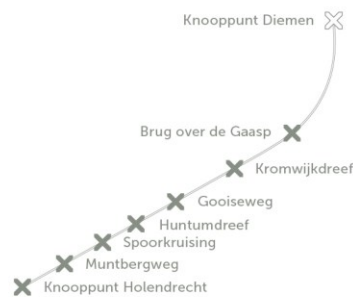 Knooppunt Diemen
Brug over de Gaasp
Kromwijkdreef
Gooiseweg
Huntumdreef
Spoorkruising
Muntbergweg
Knooppunt Holendrecht